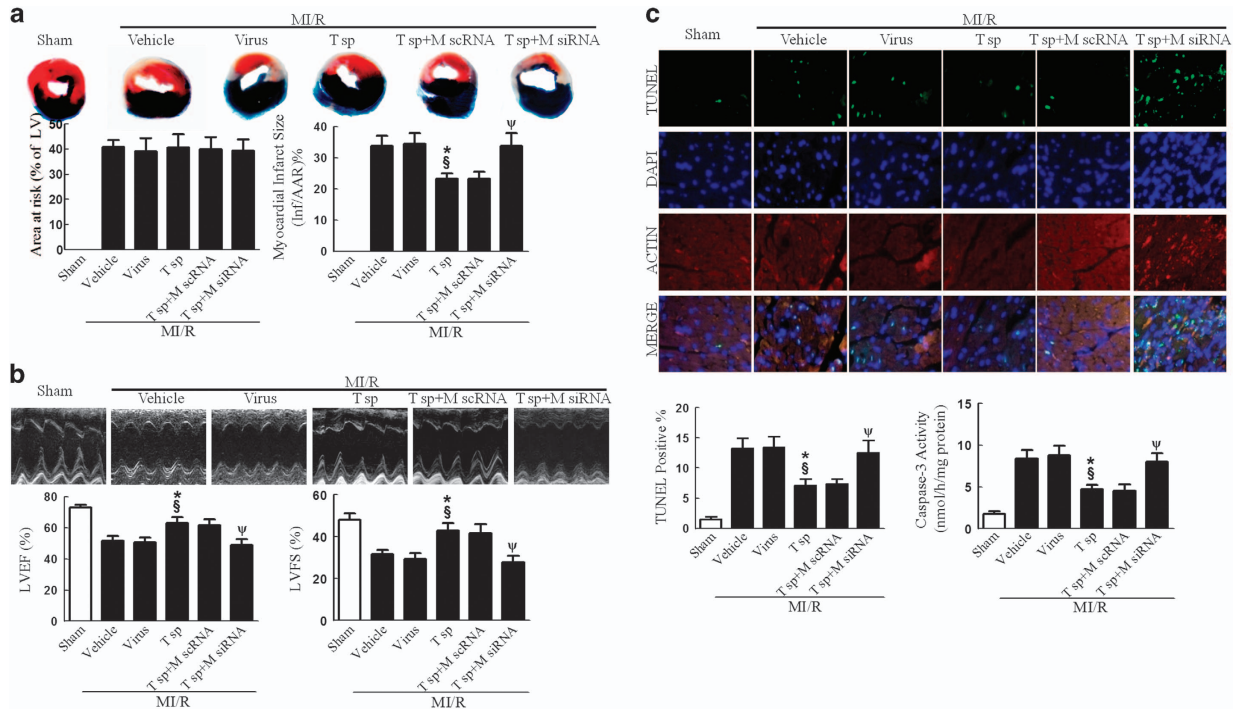 a
MI/R
Sham
Vehicle
Virus
T sp
T sp+M scRNA
T sp+M siRNA
Area at risk (% of LV)
50
40
30
20
10
0
Sham
Vehicle
Virus
T sp
T sp+M scRNA
T sp+M siRNA
MI/R
Myocardial Infarct Size
(Inf/AAR)%
40
30
20
10
0
*
§
ψ
Sham
Vehicle
Virus
T sp
T sp+M scRNA
T sp+M siRNA
MI/R
b
MI/R
Sham
Vehicle
Virus
T sp
T sp+M scRNA
T sp+M siRNA
LVEF (%)
80
60
40
20
0
*
§
ψ
Sham
Vehicle
Virus
T sp
T sp+M scRNA
T sp+M siRNA
MI/R
LVFS (%)
60
40
20
0
*
§
ψ
Sham
Vehicle
Virus
T sp
T sp+M scRNA
T sp+M siRNA
MI/R
c
MI/R
Sham
Vehicle
Virus
T sp
T sp+M scRNA
T sp+M siRNA
TUNEL
DAPI
ACTIN
MERGE
TUNEL Positive %
20
15
10
5
0
*
§
ψ
Sham
Vehicle
Virus
T sp
T sp+M scRNA
T sp+M siRNA
MI/R
Caspase-3 Activity
(nmol/h/mg protein)
15
10
5
0
*
§
ψ
Sham
Vehicle
Virus
T sp
T sp+M scRNA
T sp+M siRNA
MI/R